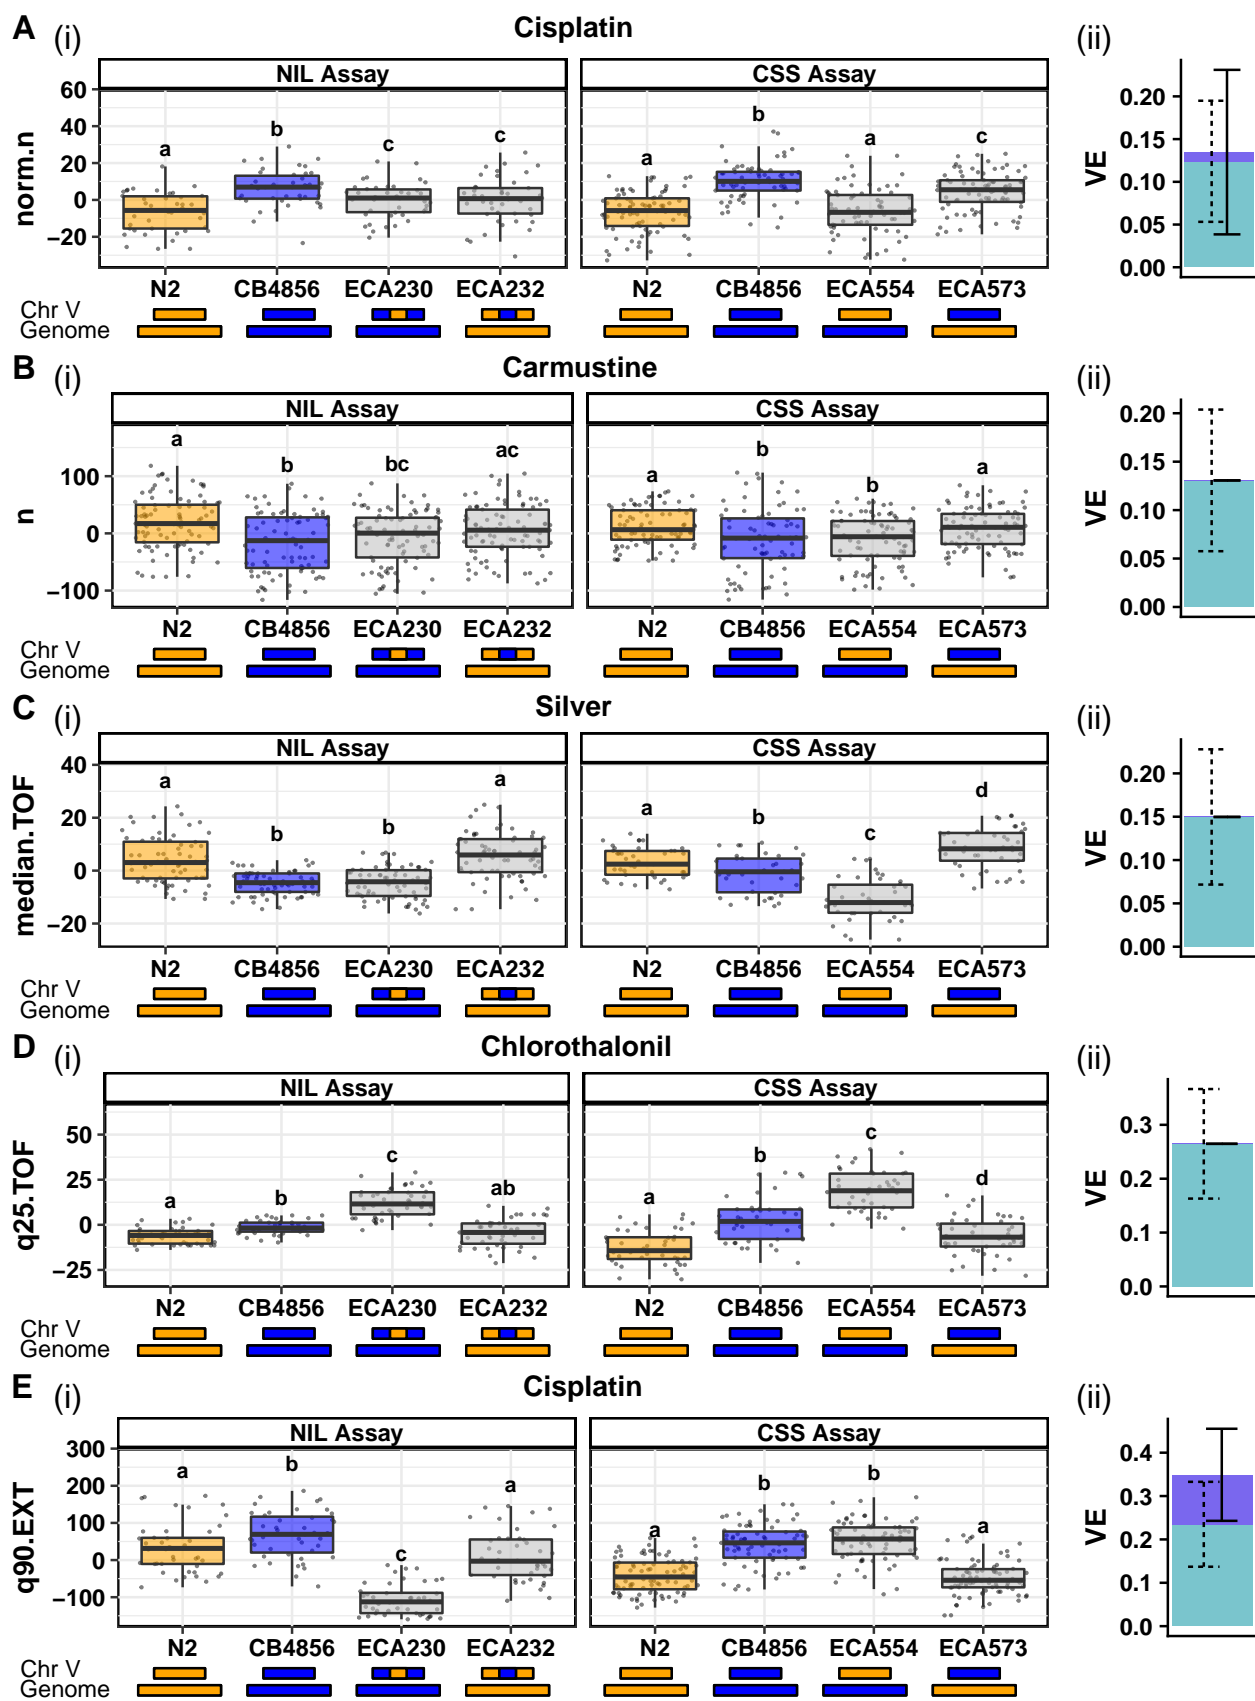 A (i) Cisplatin (ii)
NIL Assay CSS Assay
norm.n
60
40
20
0
−20
a b c c a b a c
N2 CB4856 ECA230 ECA232 N2 CB4856 ECA554 ECA573
Chr V
Genome
VE
0.20
0.15
0.10
0.05
0.00
B (i) Carmustine (ii)
NIL Assay CSS Assay
n
100
0
−100
a b bc ac a b b a
N2 CB4856 ECA230 ECA232 N2 CB4856 ECA554 ECA573
Chr V
Genome
VE
0.20
0.15
0.10
0.05
0.00
C (i) Silver (ii)
NIL Assay CSS Assay
median.TOF
40
20
0
−20
a b b a a b c d
N2 CB4856 ECA230 ECA232 N2 CB4856 ECA554 ECA573
Chr V
Genome
VE
0.20
0.15
0.10
0.05
0.00
D (i) Chlorothalonil (ii)
NIL Assay CSS Assay
q25.TOF
50
25
0
−25
a b c ab a b c d
N2 CB4856 ECA230 ECA232 N2 CB4856 ECA554 ECA573
Chr V
Genome
VE
0.3
0.2
0.1
0.0
E (i) Cisplatin (ii)
NIL Assay CSS Assay
q90.EXT
300
200
100
0
−100
a b c a a b b a
N2 CB4856 ECA230 ECA232 N2 CB4856 ECA554 ECA573
Chr V
Genome
VE
0.4
0.3
0.2
0.1
0.0